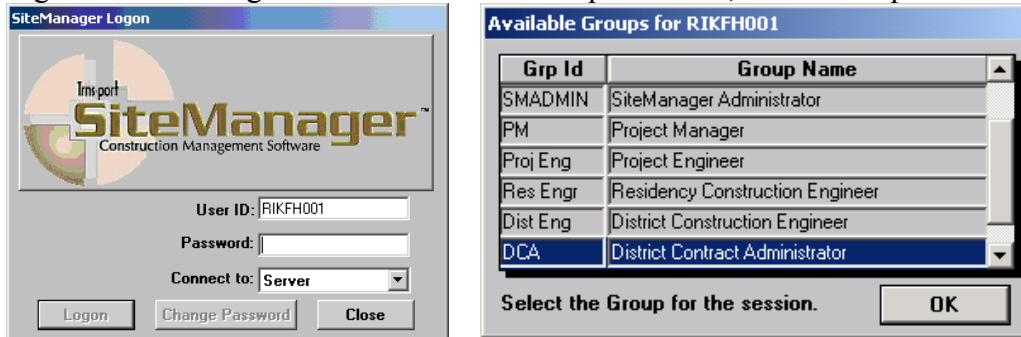 SiteManager Logon
Trns·port
SiteManager™
Construction Management Software
User ID: RIKFH001
Password:
Connect to: Server
Logon Change Password Close
Available Groups for RIKFH001
Grp Id Group Name
SMADMIN SiteManager Administrator
PM Project Manager
Proj Eng Project Engineer
Res Engr Residency Construction Engineer
Dist Eng District Construction Engineer
DCA District Contract Administrator
Select the Group for the session. OK